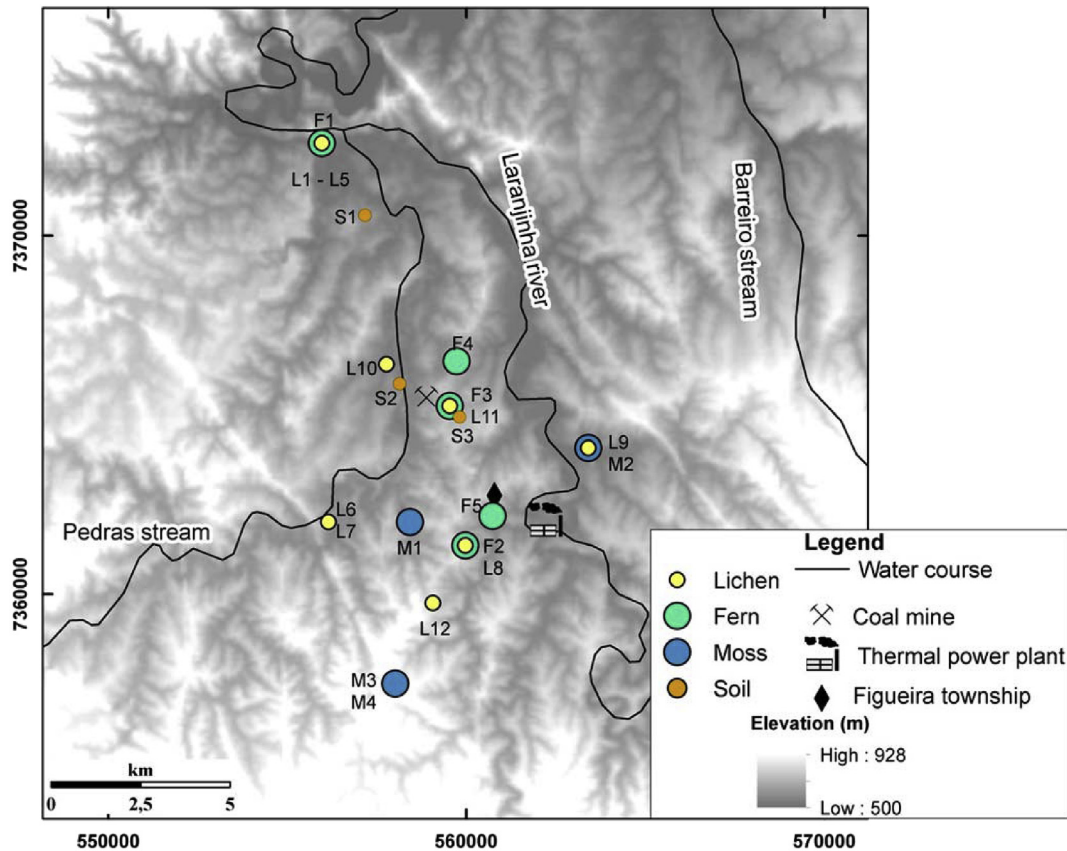 F1
L1 - L5
S1
7370000
Laranjinha river
Barreiro stream
F4
L10
S2
F3
L11
S3
L9
M2
F5
L6
L7
Pedras stream
M1
F2
L8
7360000
L12
M3
M4
Legend
Lichen
Water course
Fern
Coal mine
Moss
Thermal power plant
Soil
Figueira township
Elevation (m)
High : 928
Low : 500
km
0 2,5 5
550000 560000 570000